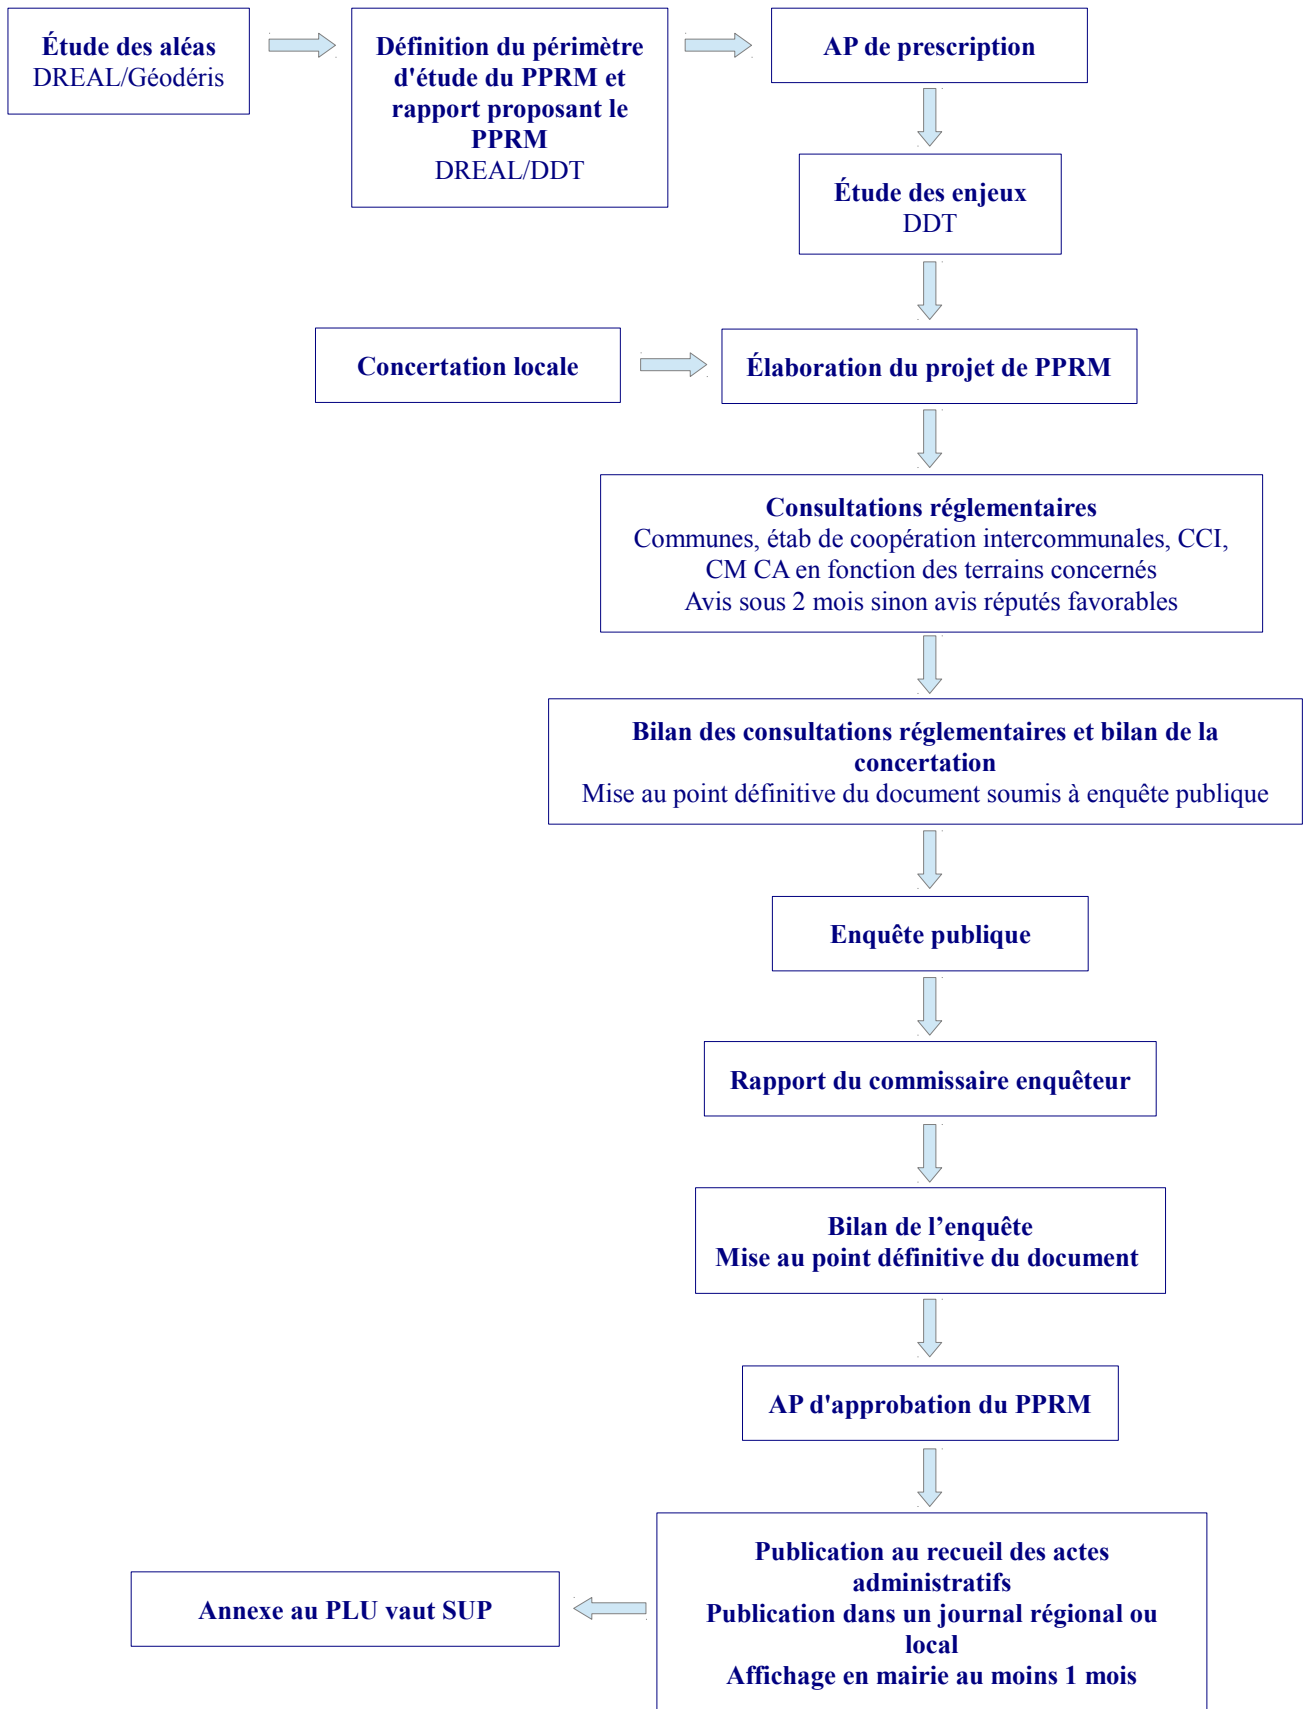 Étude des aléas
DREAL/Géodéris
Définition du périmètre
d'étude du PPRM et
rapport proposant le
PPRM
DREAL/DDT
AP de prescription
Étude des enjeux
DDT
Concertation locale
Élaboration du projet de PPRM
Consultations réglementaires
Communes, étab de coopération intercommunales, CCI,
CM CA en fonction des terrains concernés
Avis sous 2 mois sinon avis réputés favorables
Bilan des consultations réglementaires et bilan de la
concertation
Mise au point définitive du document soumis à enquête publique
Enquête publique
Rapport du commissaire enquêteur
Bilan de l’enquête
Mise au point définitive du document
AP d'approbation du PPRM
Publication au recueil des actes
administratifs
Publication dans un journal régional ou
local
Affichage en mairie au moins 1 mois
Annexe au PLU vaut SUP